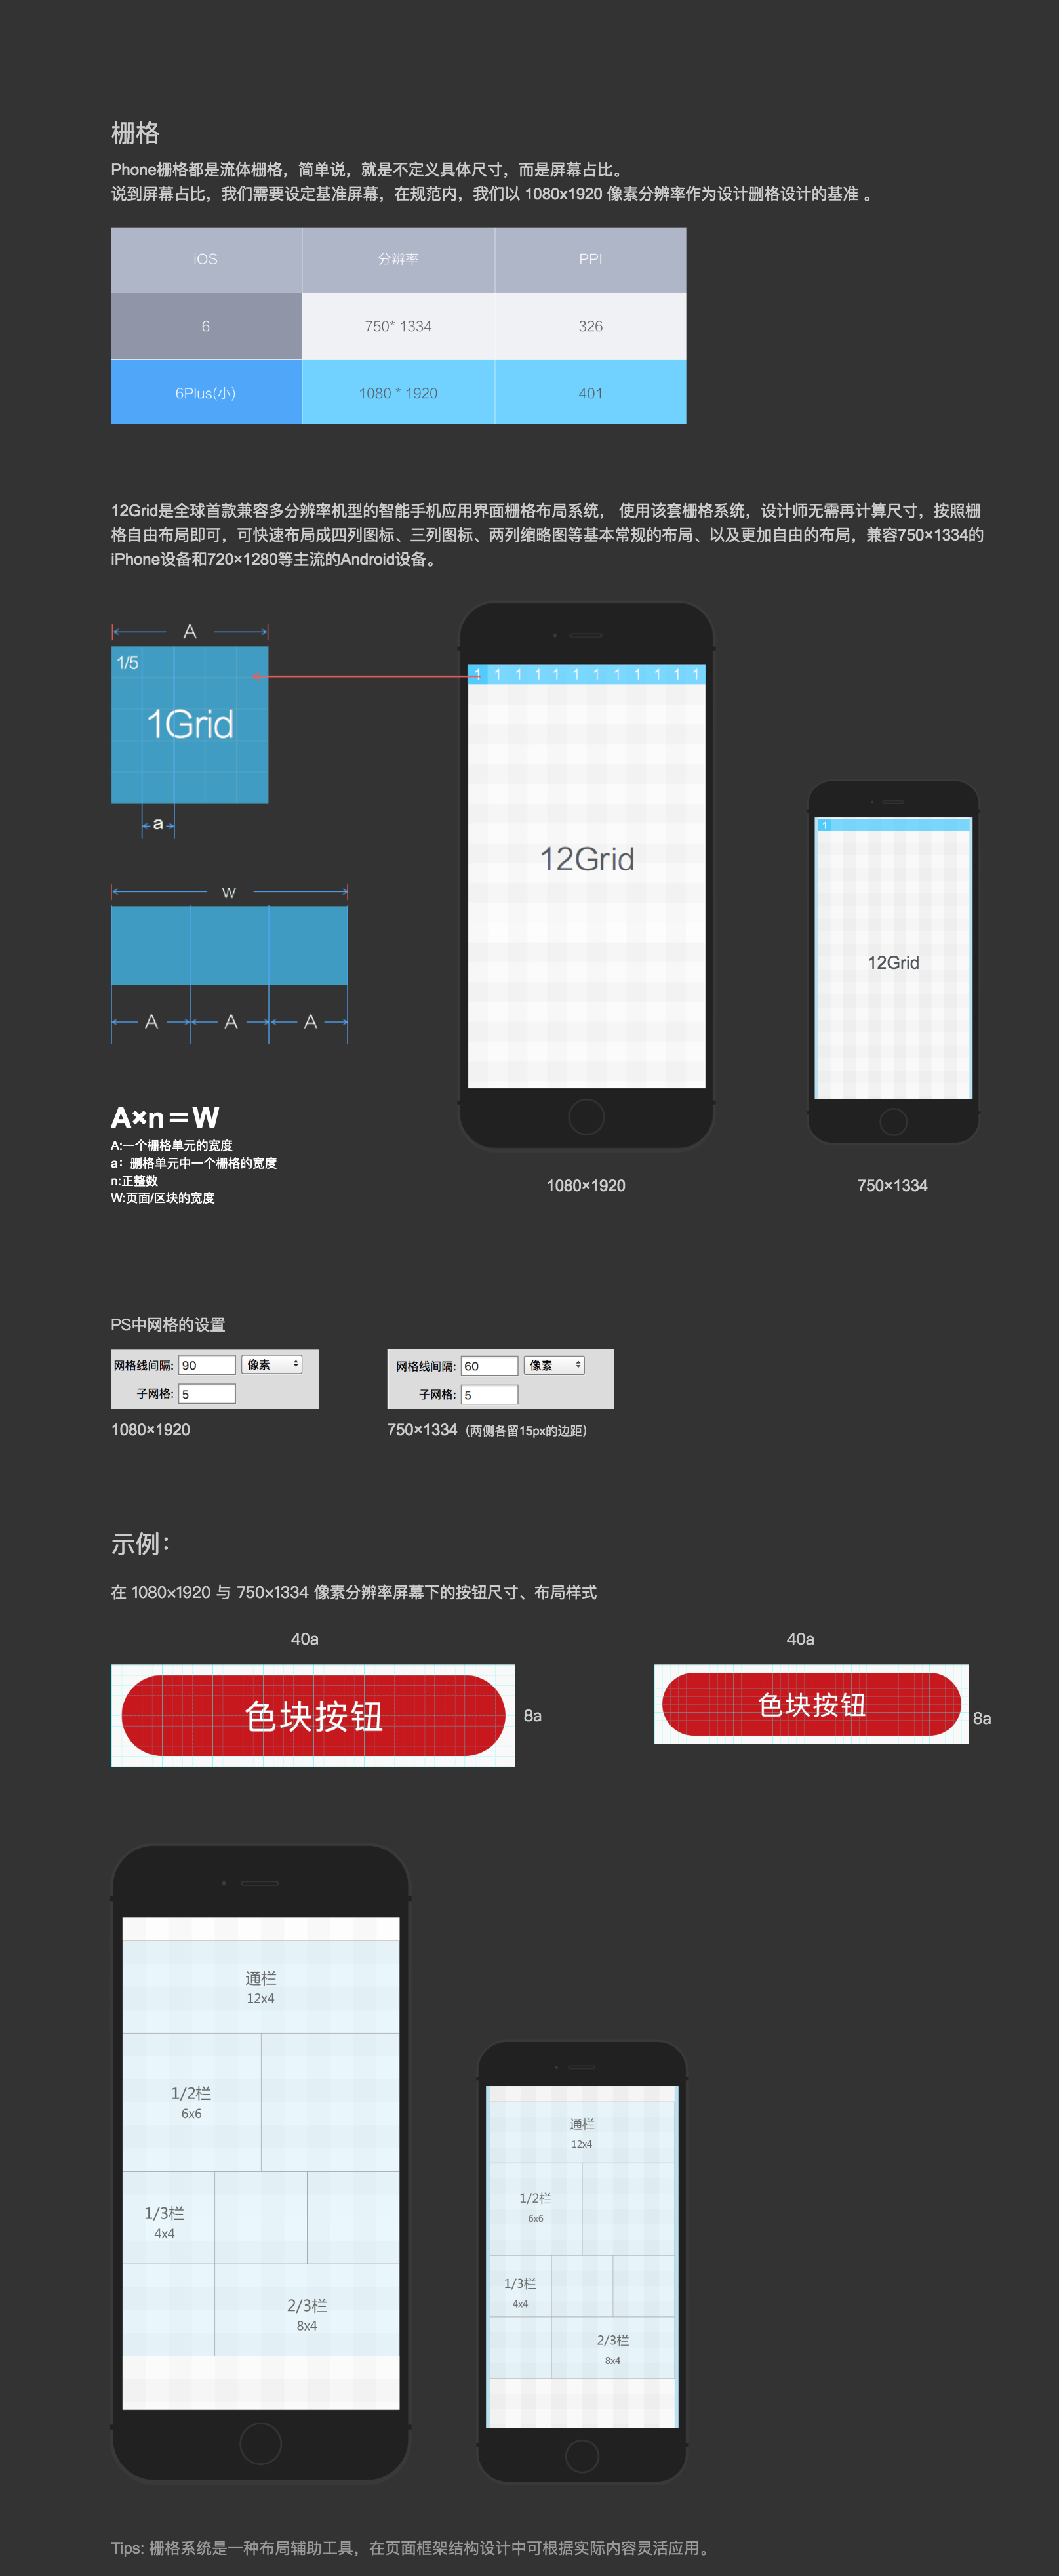 栅格
Phone栅格都是流体栅格，简单说，就是不定义具体尺寸，而是屏幕占比。
说到屏幕占比，我们需要设定基准屏幕，在规范内，我们以 1080x1920 像素分辨率作为设计删格设计的基准 。
iOS 分辨率 PPI
6 750* 1334 326
6Plus(小) 1080 * 1920 401
12Grid是全球首款兼容多分辨率机型的智能手机应用界面栅格布局系统， 使用该套栅格系统，设计师无需再计算尺寸，按照栅
格自由布局即可，可快速布局成四列图标、三列图标、两列缩略图等基本常规的布局、以及更加自由的布局，兼容750×1334的
iPhone设备和720×1280等主流的Android设备。
A
1/5
1Grid
a
W
A A A
1 1 1 1 1 1 1 1 1 1 1 1
12Grid
1
12Grid
A×n＝W
A:一个栅格单元的宽度
a：删格单元中一个栅格的宽度
n:正整数
W:页面/区块的宽度
1080×1920
750×1334
PS中网格的设置
网格线间隔: 90 像素
子网格: 5
网格线间隔: 60 像素
子网格: 5
1080×1920
750×1334（两侧各留15px的边距）
示例：
在 1080×1920 与 750×1334 像素分辨率屏幕下的按钮尺寸、布局样式
40a
色块按钮
8a
40a
色块按钮
8a
通栏
12x4
1/2栏
6x6
1/3栏
4x4
2/3栏
8x4
通栏
12x4
1/2栏
6x6
1/3栏
4x4
2/3栏
8x4
Tips: 栅格系统是一种布局辅助工具，在页面框架结构设计中可根据实际内容灵活应用。